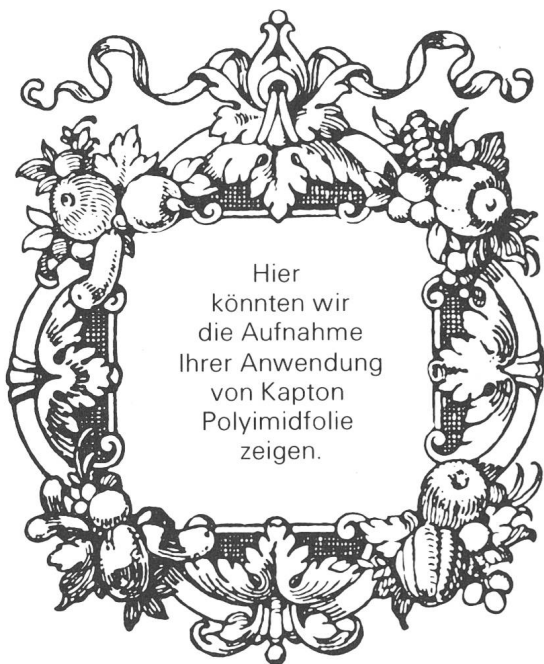 Hier
könnten wir
die Aufnahme
Ihrer Anwendung
von Kapton
Polyimidfolie
zeigen.